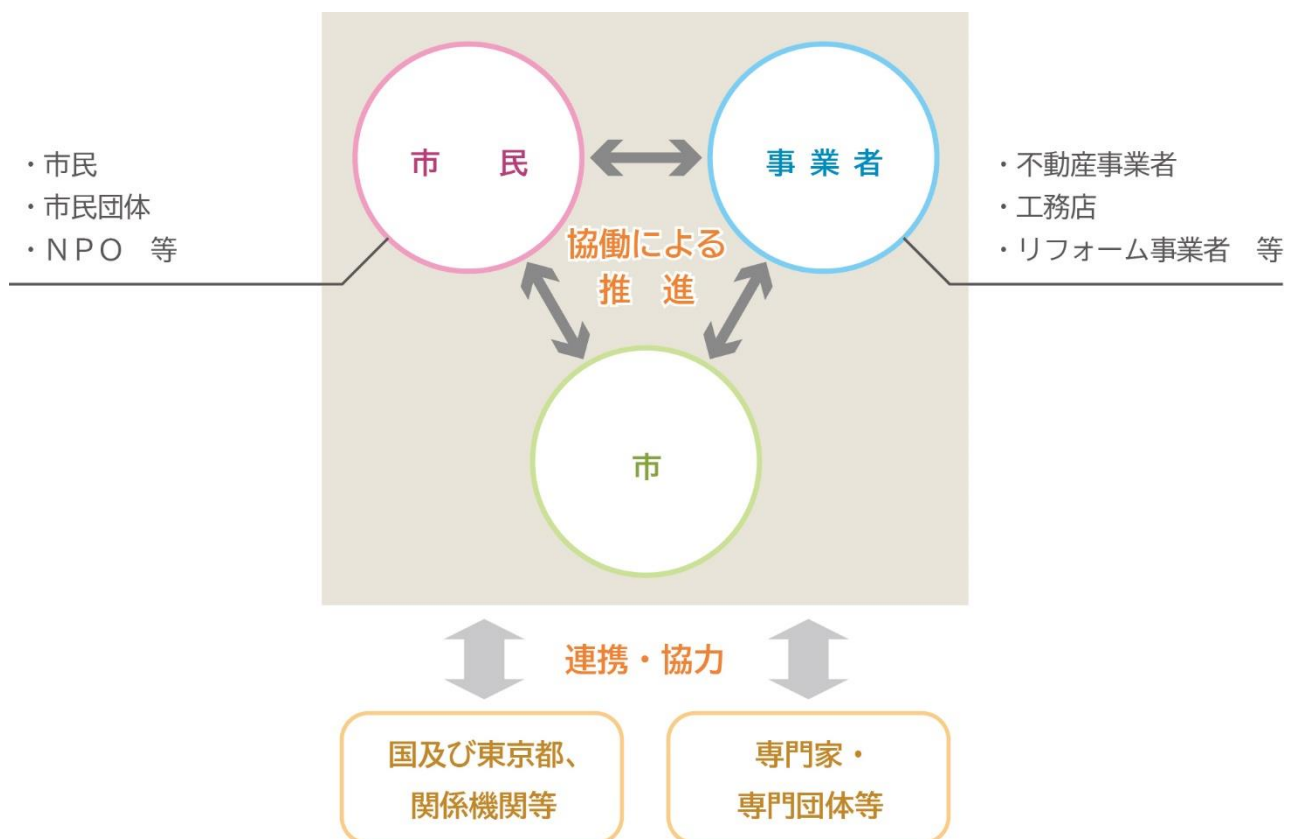 市　民
事 業 者
・市民
・市民団体
・ＮＰＯ　等
・不動産事業者
・工務店
・リフォーム事業者　等
協働による
推　進
市
連携・協力
国及び東京都、
関係機関等
専門家・
専門団体等